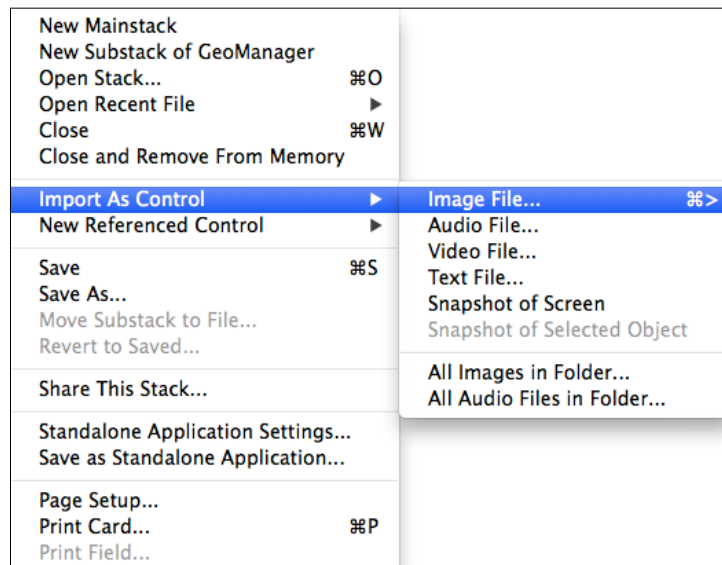 New Mainstack
New Substack of GeoManager
Open Stack... ⌘O
Open Recent File ▶
Close ⌘W
Close and Remove From Memory
Import As Control ▶
New Referenced Control ▶
Save ⌘S
Save As...
Move Substack to File...
Revert to Saved...
Share This Stack...
Standalone Application Settings...
Save as Standalone Application...
Page Setup...
Print Card... ⌘P
Print Field...
Image File... ⌘>
Audio File...
Video File...
Text File...
Snapshot of Screen
Snapshot of Selected Object
All Images in Folder...
All Audio Files in Folder...